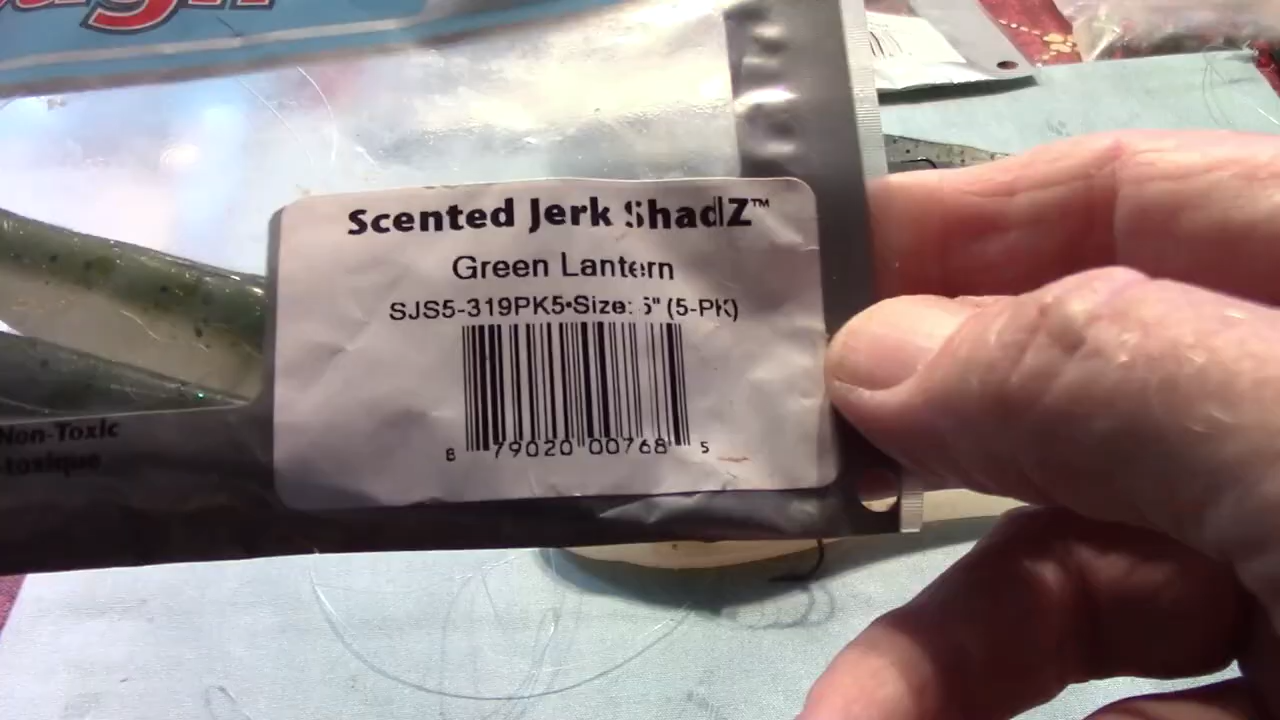 Scented Jerk ShadZ™
Green Lantern
SJS5-319PK5•Size: 5" (5-PK)
8 79020 00768 5
Non-Toxic
-toxique